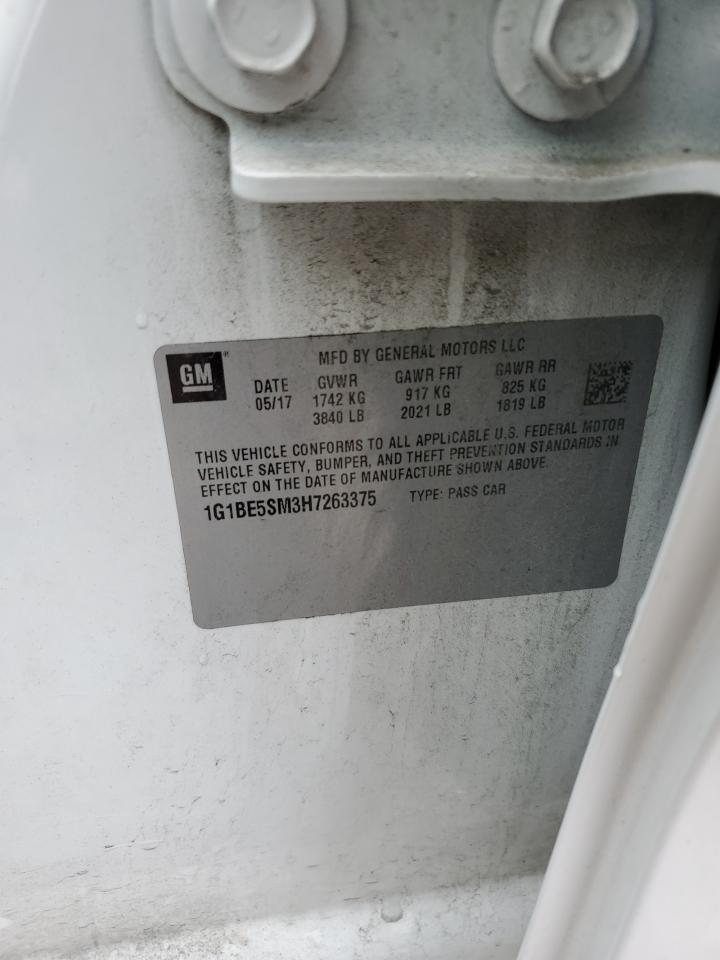 GM®
MFD BY GENERAL MOTORS LLC
DATE GVWR GAWR FRT GAWR RR
05/17 1742 KG 917 KG 825 KG
3840 LB 2021 LB 1819 LB
THIS VEHICLE CONFORMS TO ALL APPLICABLE U.S. FEDERAL MOTOR
VEHICLE SAFETY, BUMPER, AND THEFT PREVENTION STANDARDS IN
EFFECT ON THE DATE OF MANUFACTURE SHOWN ABOVE.
1G1BE5SM3H7263375 TYPE: PASS CAR